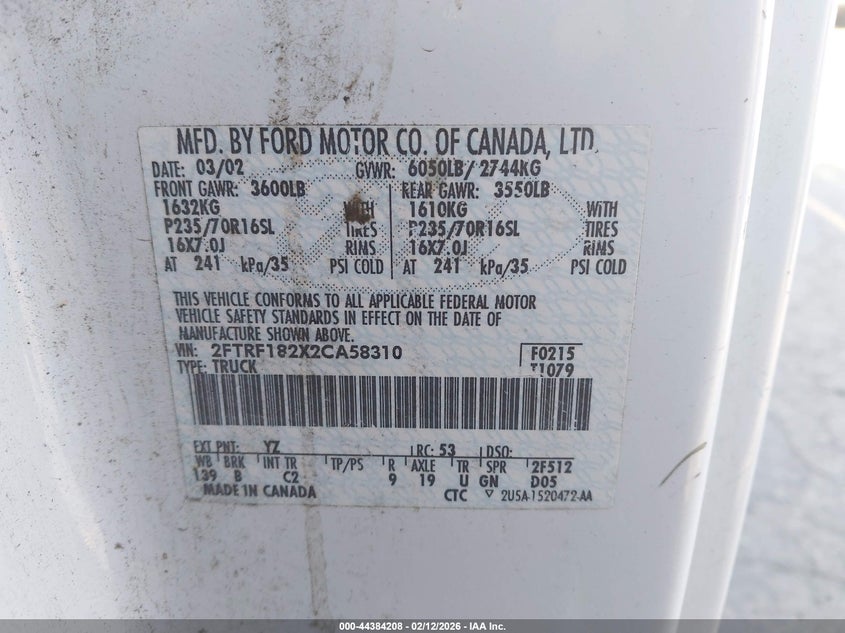 MFD. BY FORD MOTOR CO. OF CANADA, LTD.
DATE: 03/02 GVWR: 6050LB/ 2744KG
FRONT GAWR: 3600LB REAR GAWR: 3550LB
1632KG WITH 1610KG WITH
P235/70R16SL TIRES P235/70R16SL TIRES
16X7.0J RIMS 16X7.0J RIMS
AT 241 kPa/35 PSI COLD AT 241 kPa/35 PSI COLD
THIS VEHICLE CONFORMS TO ALL APPLICABLE FEDERAL MOTOR
VEHICLE SAFETY STANDARDS IN EFFECT ON THE DATE OF
MANUFACTURE SHOWN ABOVE.
VIN: 2FTRF182X2CA58310 F0215
TYPE: TRUCK T1079
EXT PNT: YZ RC: 53 DSO:
WB BRK INT TR TP/PS R AXLE TR SPR 2F512
139 B C2 9 19 U GN D05
MADE IN CANADA CTC ▽ 2U5A-1520472-AA
000-44384208 - 02/12/2026 - IAA Inc.